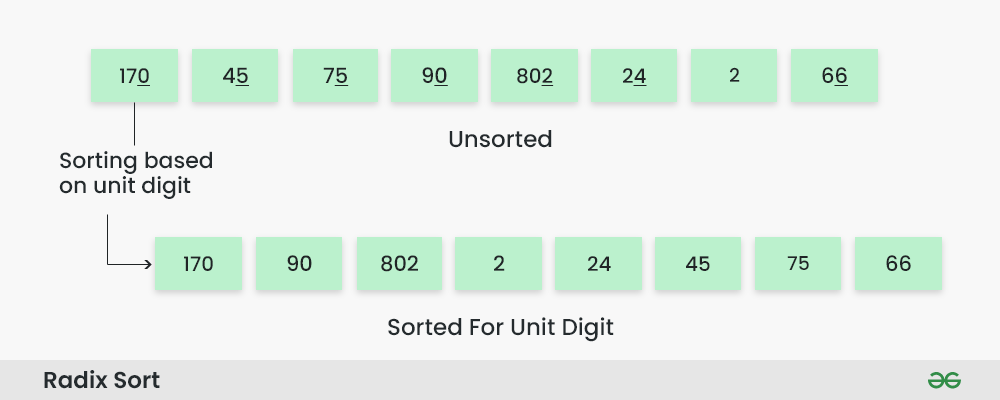 170 45 75 90 802 24 2 66
Unsorted
Sorting based
on unit digit
170 90 802 2 24 45 75 66
Sorted For Unit Digit
Radix Sort